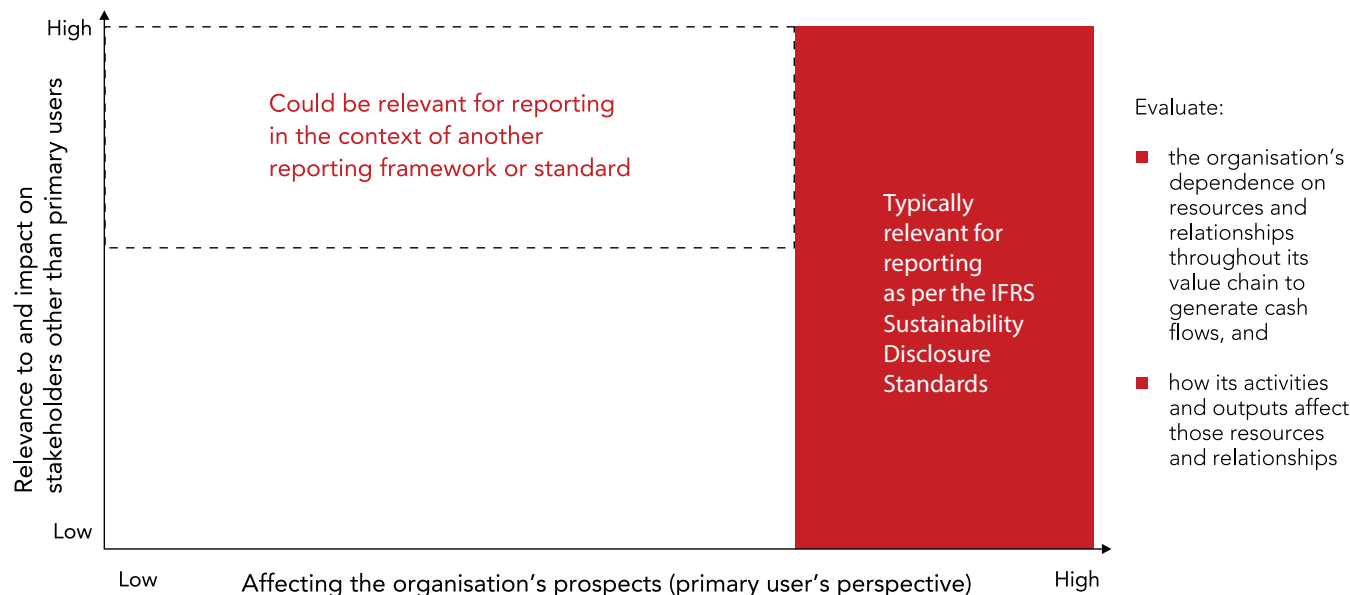 High
Relevance to and impact on
stakeholders other than primary users
Could be relevant for reporting
in the context of another
reporting framework or standard
Typically
relevant for
reporting
as per the IFRS
Sustainability
Disclosure
Standards
Evaluate:
the organisation’s
dependence on
resources and
relationships
throughout its
value chain to
generate cash
flows, and
how its activities
and outputs affect
those resources
and relationships
Low
Low
Affecting the organisation’s prospects (primary user’s perspective)
High